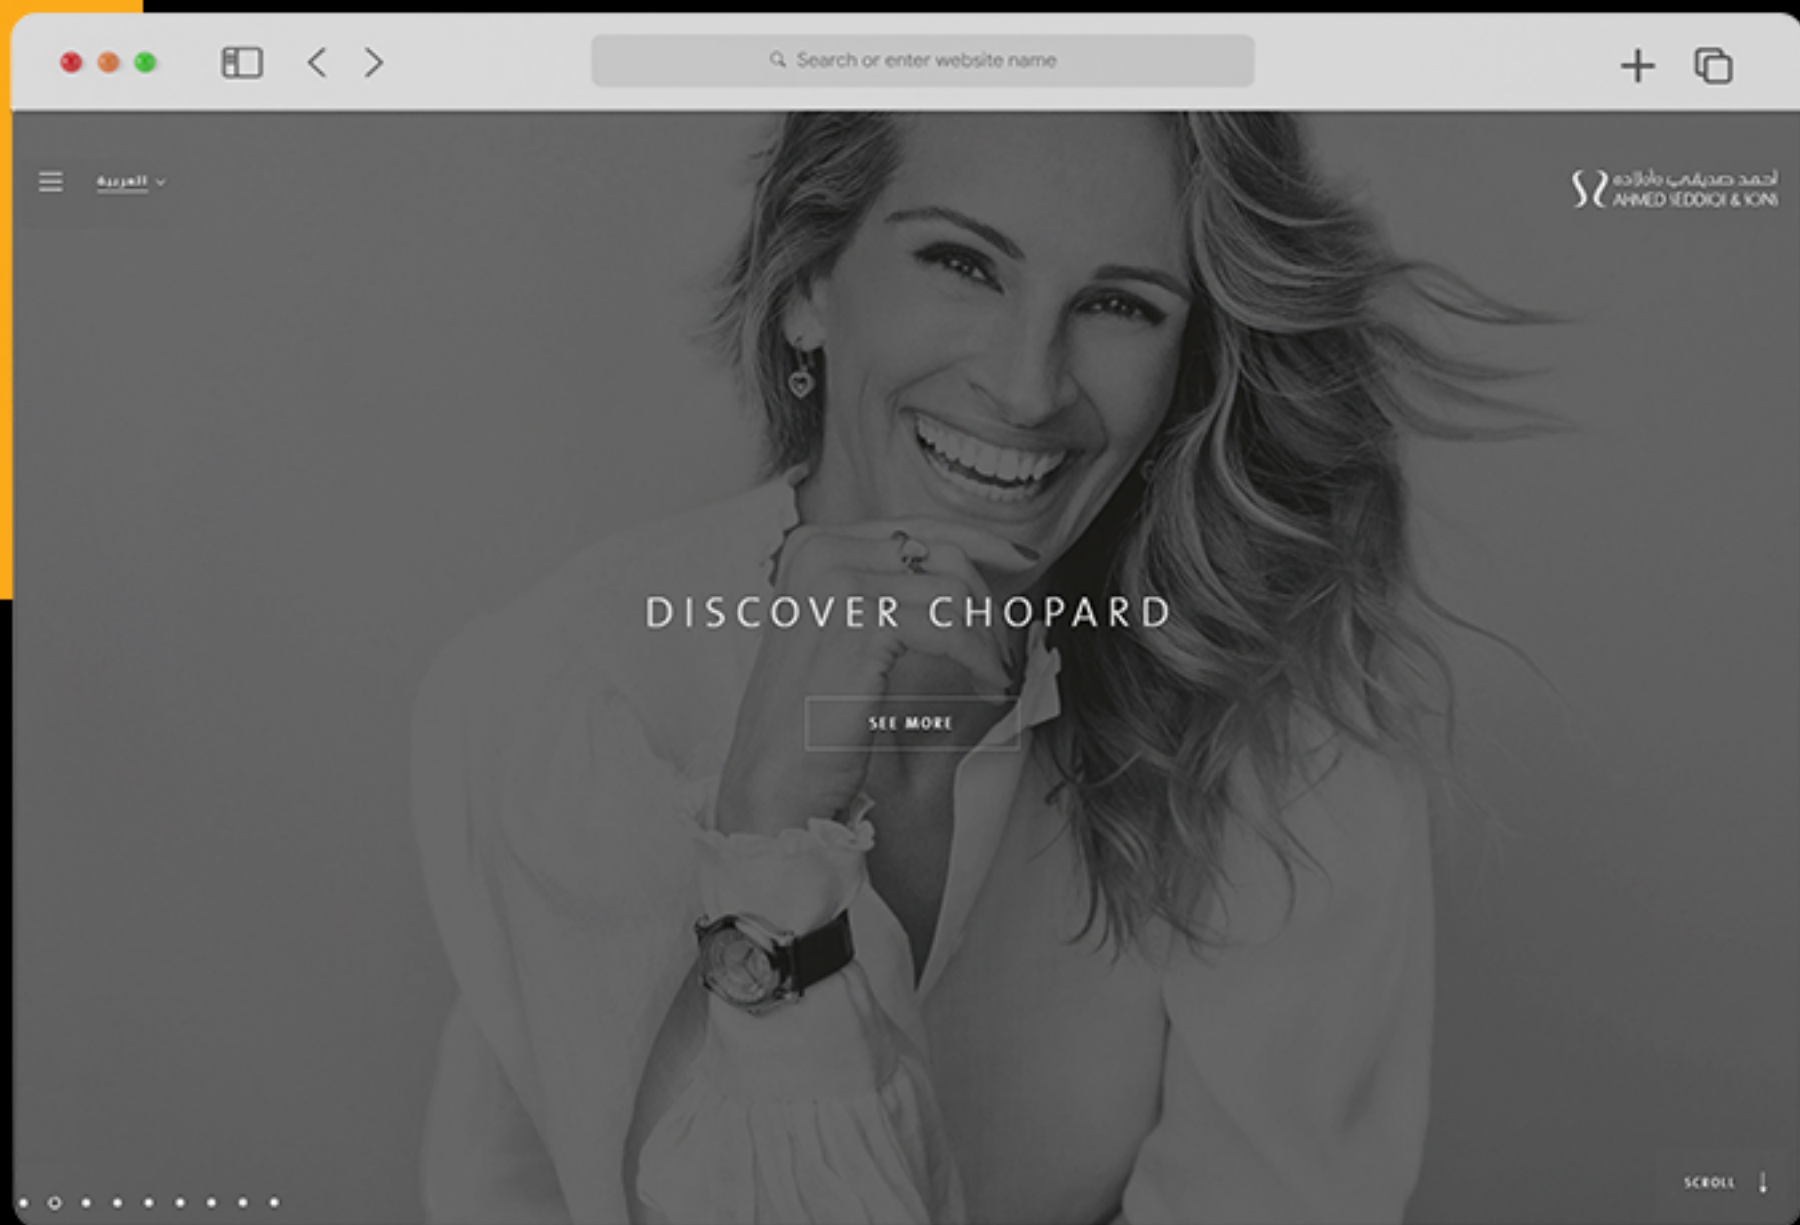 Search or enter website name
العربية
أحمد صديقي وأولاده
AHMED SEDDIQI & SONS
DISCOVER CHOPARD
SEE MORE
SCROLL